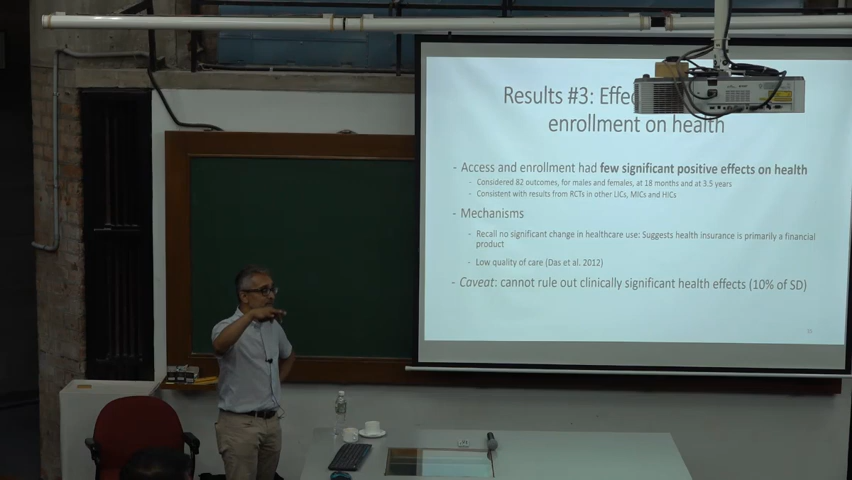 Results #3: Effec
enrollment on health
- Access and enrollment had few significant positive effects on health
- Considered 82 outcomes, for males and females, at 18 months and at 3.5 years
- Consistent with results from RCTs in other LICs, MICs and HICs
- Mechanisms
- Recall no significant change in healthcare use: Suggests health insurance is primarily a financial
product
- Low quality of care (Das et al. 2012)
- Caveat: cannot rule out clinically significant health effects (10% of SD)